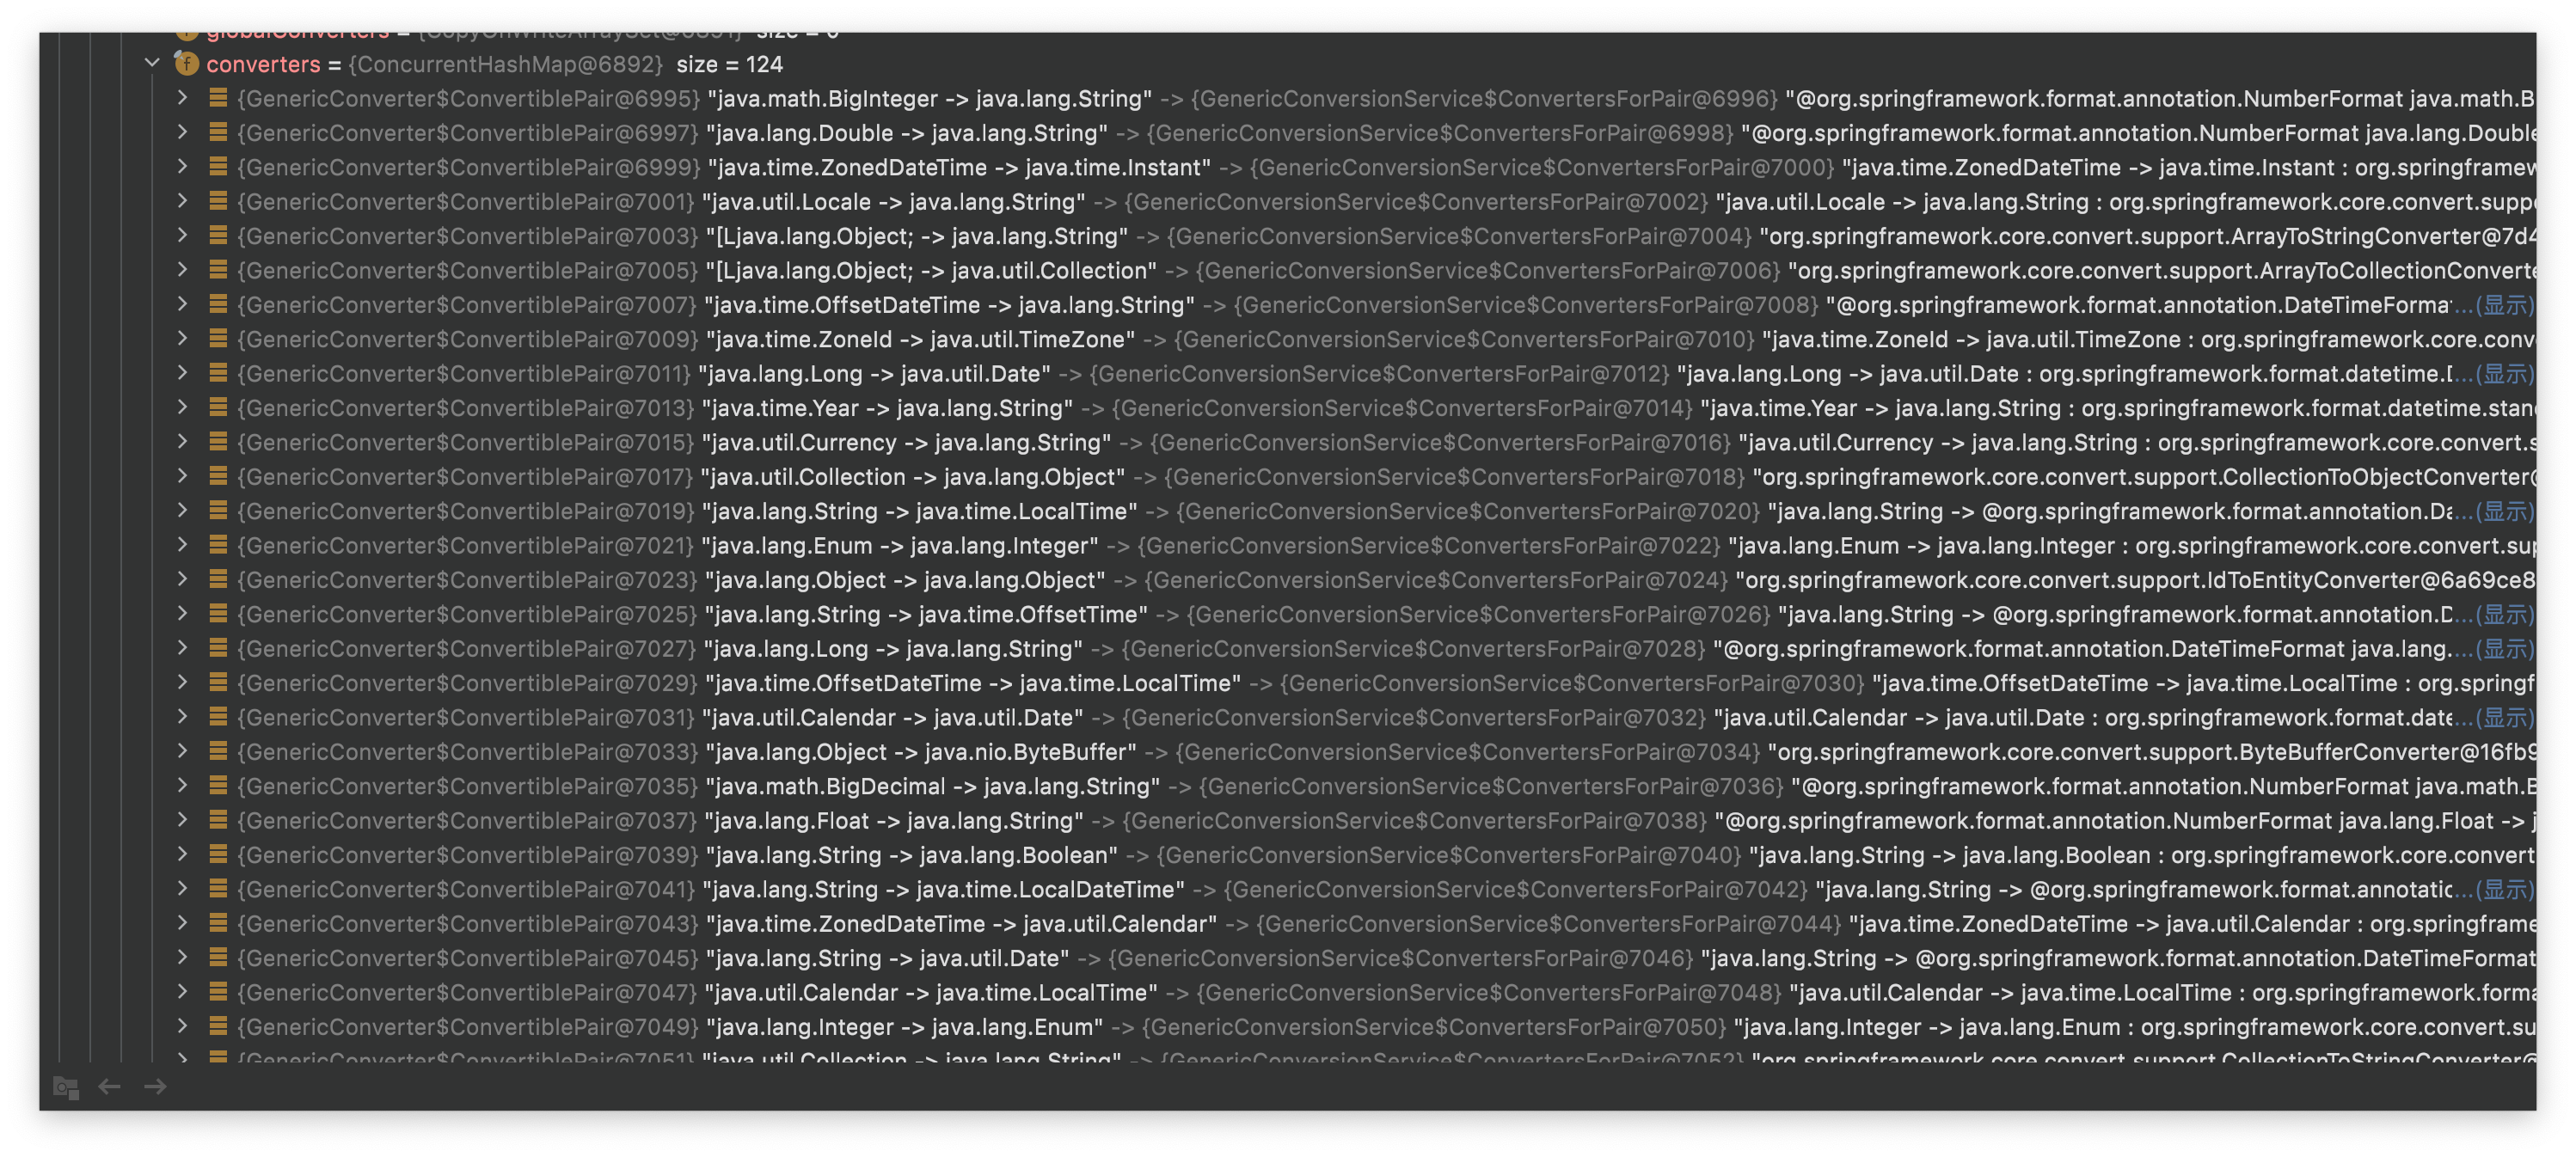 globalConverters = {CopyOnWriteArraySet@6891} size = 0
converters = {ConcurrentHashMap@6892} size = 124
{GenericConverter$ConvertiblePair@6995} "java.math.BigInteger -> java.lang.String" -> {GenericConversionService$ConvertersForPair@6996} "@org.springframework.format.annotation.NumberFormat java.math.B
{GenericConverter$ConvertiblePair@6997} "java.lang.Double -> java.lang.String" -> {GenericConversionService$ConvertersForPair@6998} "@org.springframework.format.annotation.NumberFormat java.lang.Double
{GenericConverter$ConvertiblePair@6999} "java.time.ZonedDateTime -> java.time.Instant" -> {GenericConversionService$ConvertersForPair@7000} "java.time.ZonedDateTime -> java.time.Instant : org.springframew
{GenericConverter$ConvertiblePair@7001} "java.util.Locale -> java.lang.String" -> {GenericConversionService$ConvertersForPair@7002} "java.util.Locale -> java.lang.String : org.springframework.core.convert.suppo
{GenericConverter$ConvertiblePair@7003} "[Ljava.lang.Object; -> java.lang.String" -> {GenericConversionService$ConvertersForPair@7004} "org.springframework.core.convert.support.ArrayToStringConverter@7d4
{GenericConverter$ConvertiblePair@7005} "[Ljava.lang.Object; -> java.util.Collection" -> {GenericConversionService$ConvertersForPair@7006} "org.springframework.core.convert.support.ArrayToCollectionConverte
{GenericConverter$ConvertiblePair@7007} "java.time.OffsetDateTime -> java.lang.String" -> {GenericConversionService$ConvertersForPair@7008} "@org.springframework.format.annotation.DateTimeFormat ...(显示)
{GenericConverter$ConvertiblePair@7009} "java.time.ZoneId -> java.util.TimeZone" -> {GenericConversionService$ConvertersForPair@7010} "java.time.ZoneId -> java.util.TimeZone : org.springframework.core.conv
{GenericConverter$ConvertiblePair@7011} "java.lang.Long -> java.util.Date" -> {GenericConversionService$ConvertersForPair@7012} "java.lang.Long -> java.util.Date : org.springframework.format.datetime.D...(显示)
{GenericConverter$ConvertiblePair@7013} "java.time.Year -> java.lang.String" -> {GenericConversionService$ConvertersForPair@7014} "java.time.Year -> java.lang.String : org.springframework.format.datetime.stan
{GenericConverter$ConvertiblePair@7015} "java.util.Currency -> java.lang.String" -> {GenericConversionService$ConvertersForPair@7016} "java.util.Currency -> java.lang.String : org.springframework.core.convert.s
{GenericConverter$ConvertiblePair@7017} "java.util.Collection -> java.lang.Object" -> {GenericConversionService$ConvertersForPair@7018} "org.springframework.core.convert.support.CollectionToObjectConverter@
{GenericConverter$ConvertiblePair@7019} "java.lang.String -> java.time.LocalTime" -> {GenericConversionService$ConvertersForPair@7020} "java.lang.String -> @org.springframework.format.annotation.Da...(显示)
{GenericConverter$ConvertiblePair@7021} "java.lang.Enum -> java.lang.Integer" -> {GenericConversionService$ConvertersForPair@7022} "java.lang.Enum -> java.lang.Integer : org.springframework.core.convert.sup
{GenericConverter$ConvertiblePair@7023} "java.lang.Object -> java.lang.Object" -> {GenericConversionService$ConvertersForPair@7024} "org.springframework.core.convert.support.IdToEntityConverter@6a69ce8
{GenericConverter$ConvertiblePair@7025} "java.lang.String -> java.time.OffsetTime" -> {GenericConversionService$ConvertersForPair@7026} "java.lang.String -> @org.springframework.format.annotation.D...(显示)
{GenericConverter$ConvertiblePair@7027} "java.lang.Long -> java.lang.String" -> {GenericConversionService$ConvertersForPair@7028} "@org.springframework.format.annotation.DateTimeFormat java.lang....(显示)
{GenericConverter$ConvertiblePair@7029} "java.time.OffsetDateTime -> java.time.LocalTime" -> {GenericConversionService$ConvertersForPair@7030} "java.time.OffsetDateTime -> java.time.LocalTime : org.springf
{GenericConverter$ConvertiblePair@7031} "java.util.Calendar -> java.util.Date" -> {GenericConversionService$ConvertersForPair@7032} "java.util.Calendar -> java.util.Date : org.springframework.format.date...(显示)
{GenericConverter$ConvertiblePair@7033} "java.lang.Object -> java.nio.ByteBuffer" -> {GenericConversionService$ConvertersForPair@7034} "org.springframework.core.convert.support.ByteBufferConverter@16fb9
{GenericConverter$ConvertiblePair@7035} "java.math.BigDecimal -> java.lang.String" -> {GenericConversionService$ConvertersForPair@7036} "@org.springframework.format.annotation.NumberFormat java.math.B
{GenericConverter$ConvertiblePair@7037} "java.lang.Float -> java.lang.String" -> {GenericConversionService$ConvertersForPair@7038} "@org.springframework.format.annotation.NumberFormat java.lang.Float -> j
{GenericConverter$ConvertiblePair@7039} "java.lang.String -> java.lang.Boolean" -> {GenericConversionService$ConvertersForPair@7040} "java.lang.String -> java.lang.Boolean : org.springframework.core.convert
{GenericConverter$ConvertiblePair@7041} "java.lang.String -> java.time.LocalDateTime" -> {GenericConversionService$ConvertersForPair@7042} "java.lang.String -> @org.springframework.format.annotatic...(显示)
{GenericConverter$ConvertiblePair@7043} "java.time.ZonedDateTime -> java.util.Calendar" -> {GenericConversionService$ConvertersForPair@7044} "java.time.ZonedDateTime -> java.util.Calendar : org.springframe
{GenericConverter$ConvertiblePair@7045} "java.lang.String -> java.util.Date" -> {GenericConversionService$ConvertersForPair@7046} "java.lang.String -> @org.springframework.format.annotation.DateTimeFormat
{GenericConverter$ConvertiblePair@7047} "java.util.Calendar -> java.time.LocalTime" -> {GenericConversionService$ConvertersForPair@7048} "java.util.Calendar -> java.time.LocalTime : org.springframework.forma
{GenericConverter$ConvertiblePair@7049} "java.lang.Integer -> java.lang.Enum" -> {GenericConversionService$ConvertersForPair@7050} "java.lang.Integer -> java.lang.Enum : org.springframework.core.convert.su
{GenericConverter$ConvertiblePair@7051} "java.util.Collection -> java.lang.String" -> {GenericConversionService$ConvertersForPair@7052} "org.springframework.core.convert.support.CollectionToStringConverter@